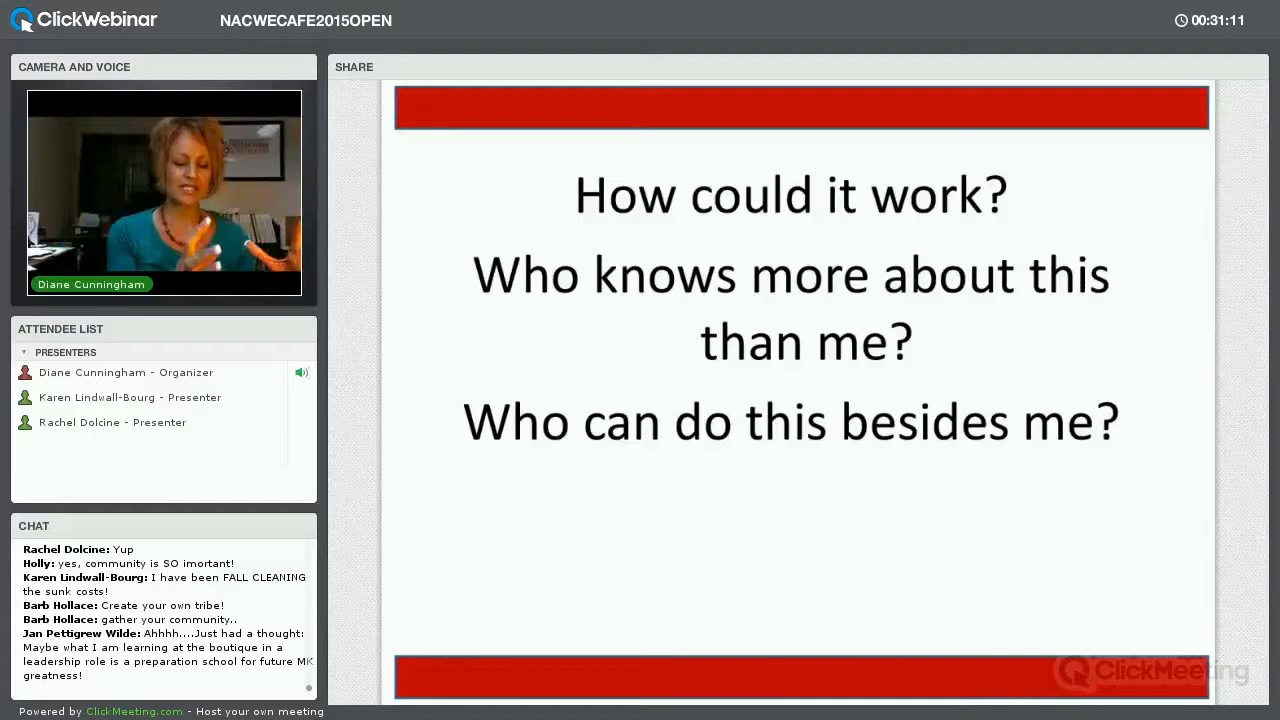 ClickWebinar
NACWECAFE2015OPEN
00:31:11
CAMERA AND VOICE
Diane Cunningham
ATTENDEE LIST
PRESENTERS
Diane Cunningham - Organizer
Karen Lindwall-Bourg - Presenter
Rachel Dolcine - Presenter
CHAT
Rachel Dolcine: Yup
Holly: Yes, community is SO imortant!
Karen Lindwall-Bourg: I have been FALL CLEANING
the sunk costs!
Barb Hollace: Create your own tribe!
Barb Hollace: gather your community..
Jan Pettigrew Wilde: Ahhhh....Just had a thought:
Maybe what I am learning at the boutique in a
leadership role is a preparation school for future MK
greatness!
Powered by ClickMeeting.com - Host your own meeting
SHARE
How could it work?
Who knows more about this
than me?
Who can do this besides me?
ClickMeeting